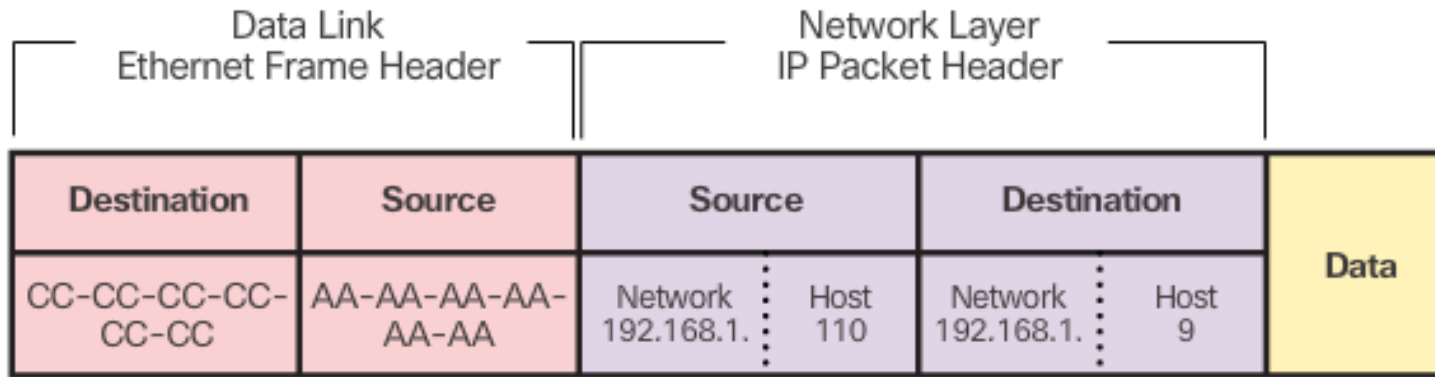 Data Link
Ethernet Frame Header
Network Layer
IP Packet Header
Destination
Source
Source
Destination
Data
CC-CC-CC-CC-
CC-CC
AA-AA-AA-AA-
AA-AA
Network
192.168.1.
Host
110
Network
192.168.1.
Host
9